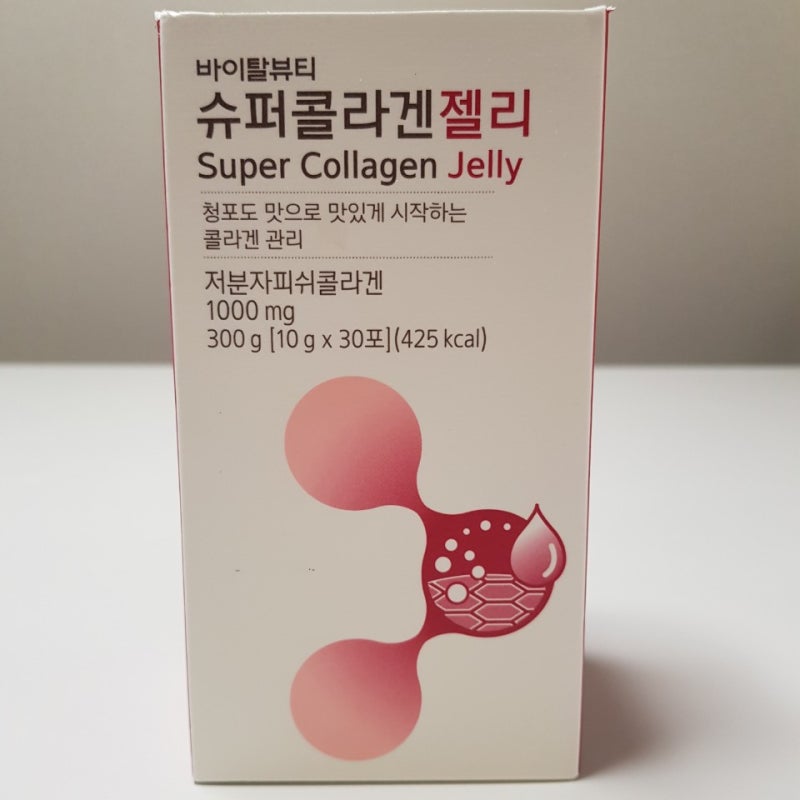 바이탈뷰티
슈퍼콜라겐젤리
Super Collagen Jelly
청포도 맛으로 맛있게 시작하는
콜라겐 관리
저분자피쉬콜라겐
1000 mg
300 g [10 g x 30포](425 kcal)